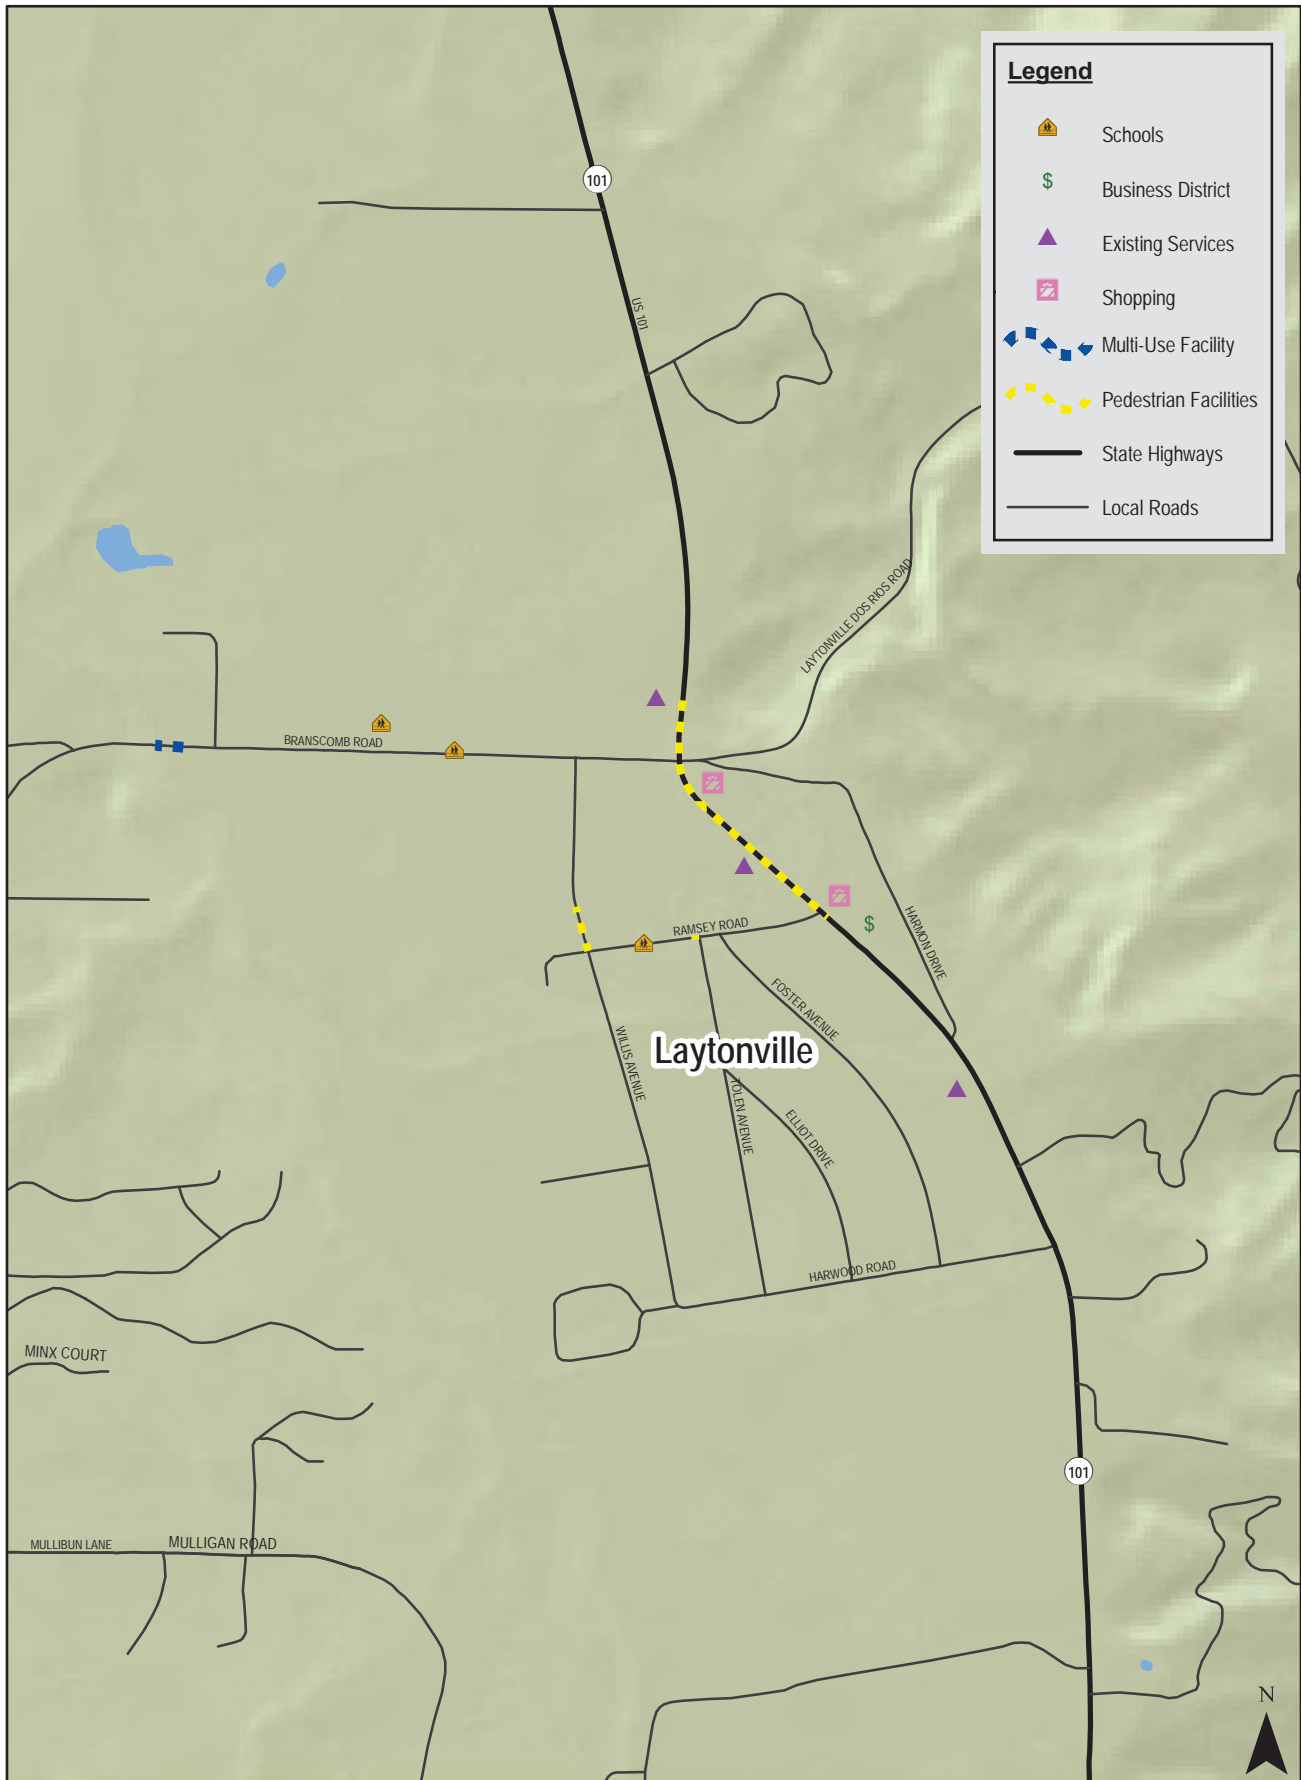 Legend
Schools
$ Business District
Existing Services
Shopping
Multi-Use Facility
Pedestrian Facilities
State Highways
Local Roads
101
US 101
LAYTONVILLE DOS RIOS ROAD
BRANSCOMB ROAD
$
HARMON DRIVE
RAMSEY ROAD
FOSTER AVENUE
WILLIS AVENUE
Laytonville
TOLEN AVENUE
ELLIOT DRIVE
HARWOOD ROAD
MINX COURT
101
MULLIBUN LANE
MULLIGAN ROAD
N